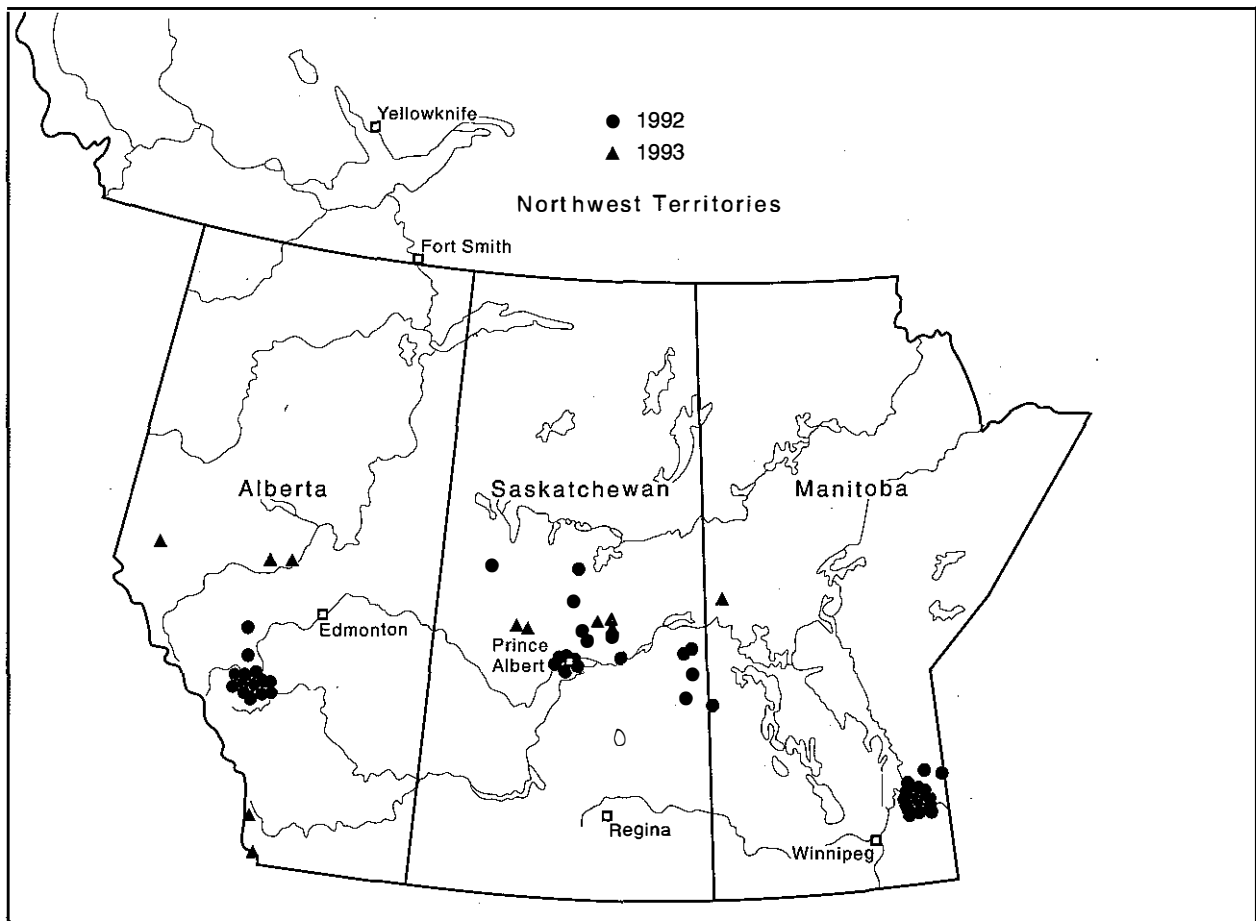 Yellowknife
1992
1993
Northwest Territories
Fort Smith
Alberta
Saskatchewan
Manitoba
Edmonton
Prince
Albert
Regina
Winnipeg